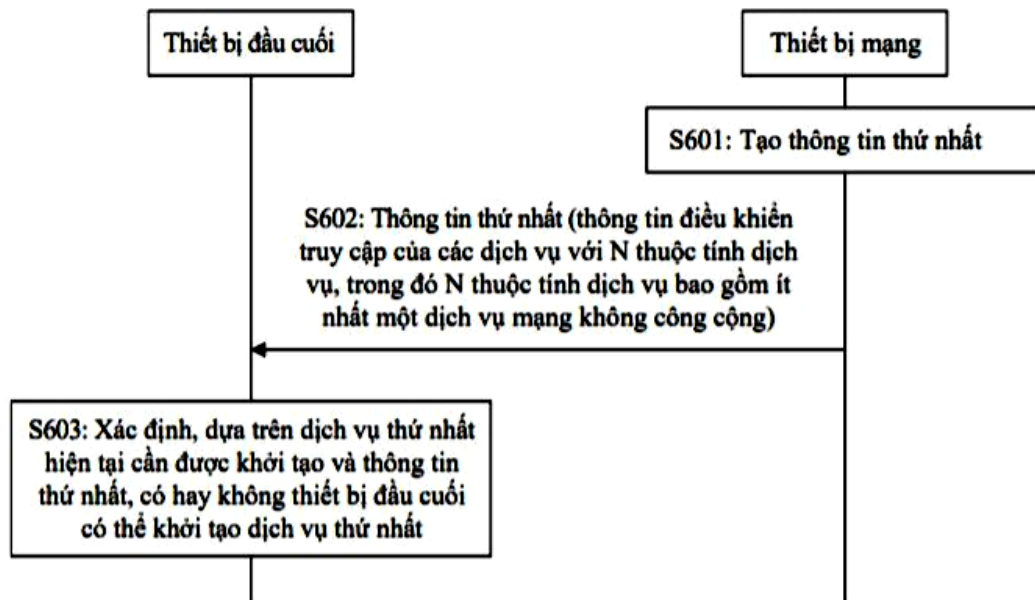 Thiết bị đầu cuối
Thiết bị mạng
S601: Tạo thông tin thứ nhất
S602: Thông tin thứ nhất (thông tin điều khiển
truy cập của các dịch vụ với N thuộc tính dịch
vụ, trong đó N thuộc tính dịch vụ bao gồm ít
nhất một dịch vụ mạng không công cộng)
S603: Xác định, dựa trên dịch vụ thứ nhất
hiện tại cần được khởi tạo và thông tin
thứ nhất, có hay không thiết bị đầu cuối
có thể khởi tạo dịch vụ thứ nhất